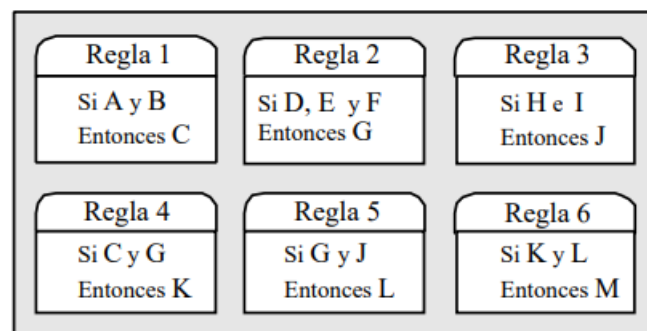 Regla 1
Si A y B
Entonces C
Regla 2
Si D, E y F
Entonces G
Regla 3
Si H e I
Entonces J
Regla 4
Si C y G
Entonces K
Regla 5
Si G y J
Entonces L
Regla 6
Si K y L
Entonces M